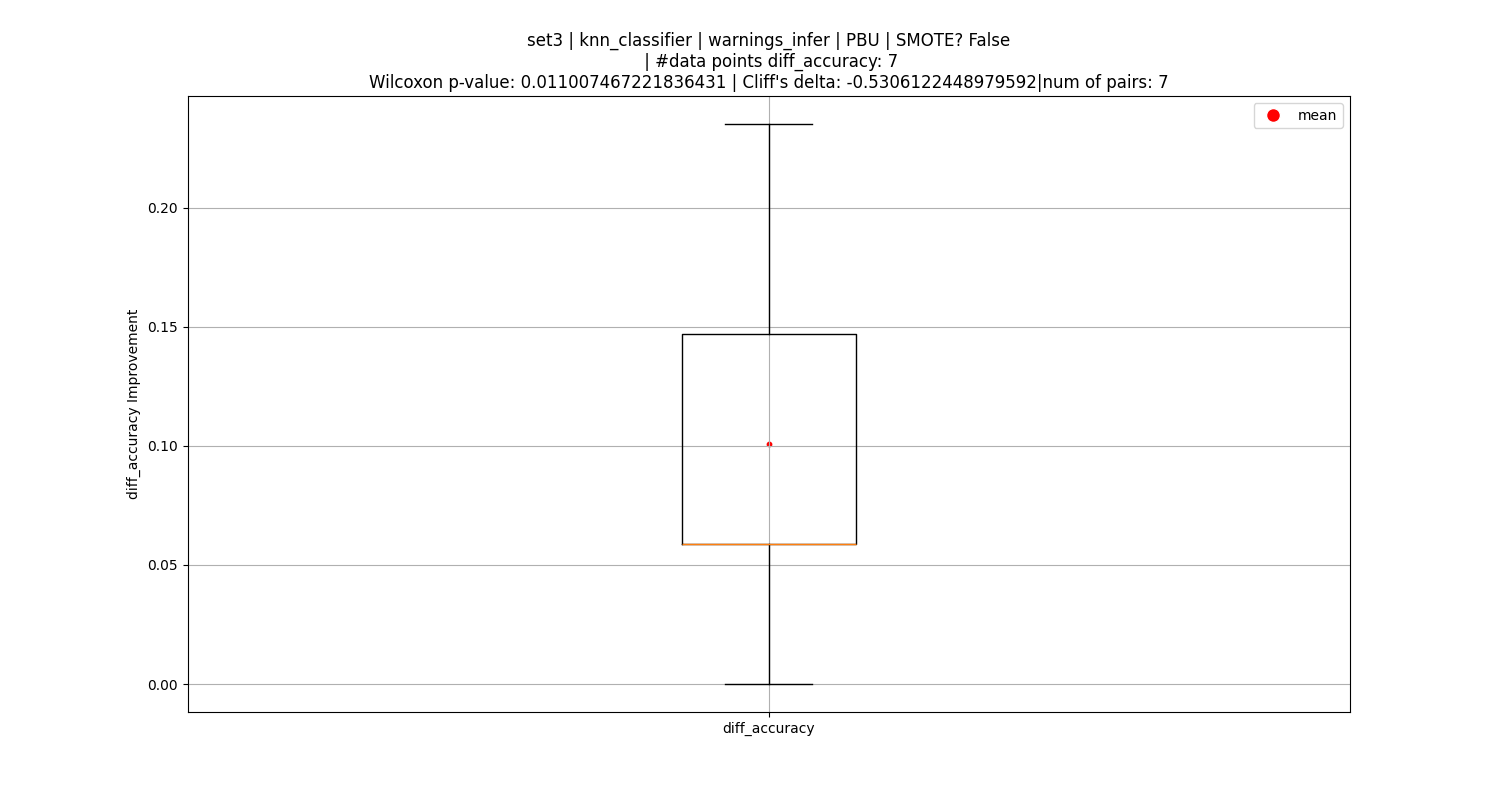 set3 | knn_classifier | warnings_infer | PBU | SMOTE? False
| #data points diff_accuracy: 7
Wilcoxon p-value: 0.011007467221836431 | Cliff's delta: -0.5306122448979592|num of pairs: 7
mean
0.20
0.15
0.10
0.05
0.00
diff_accuracy Improvement
diff_accuracy